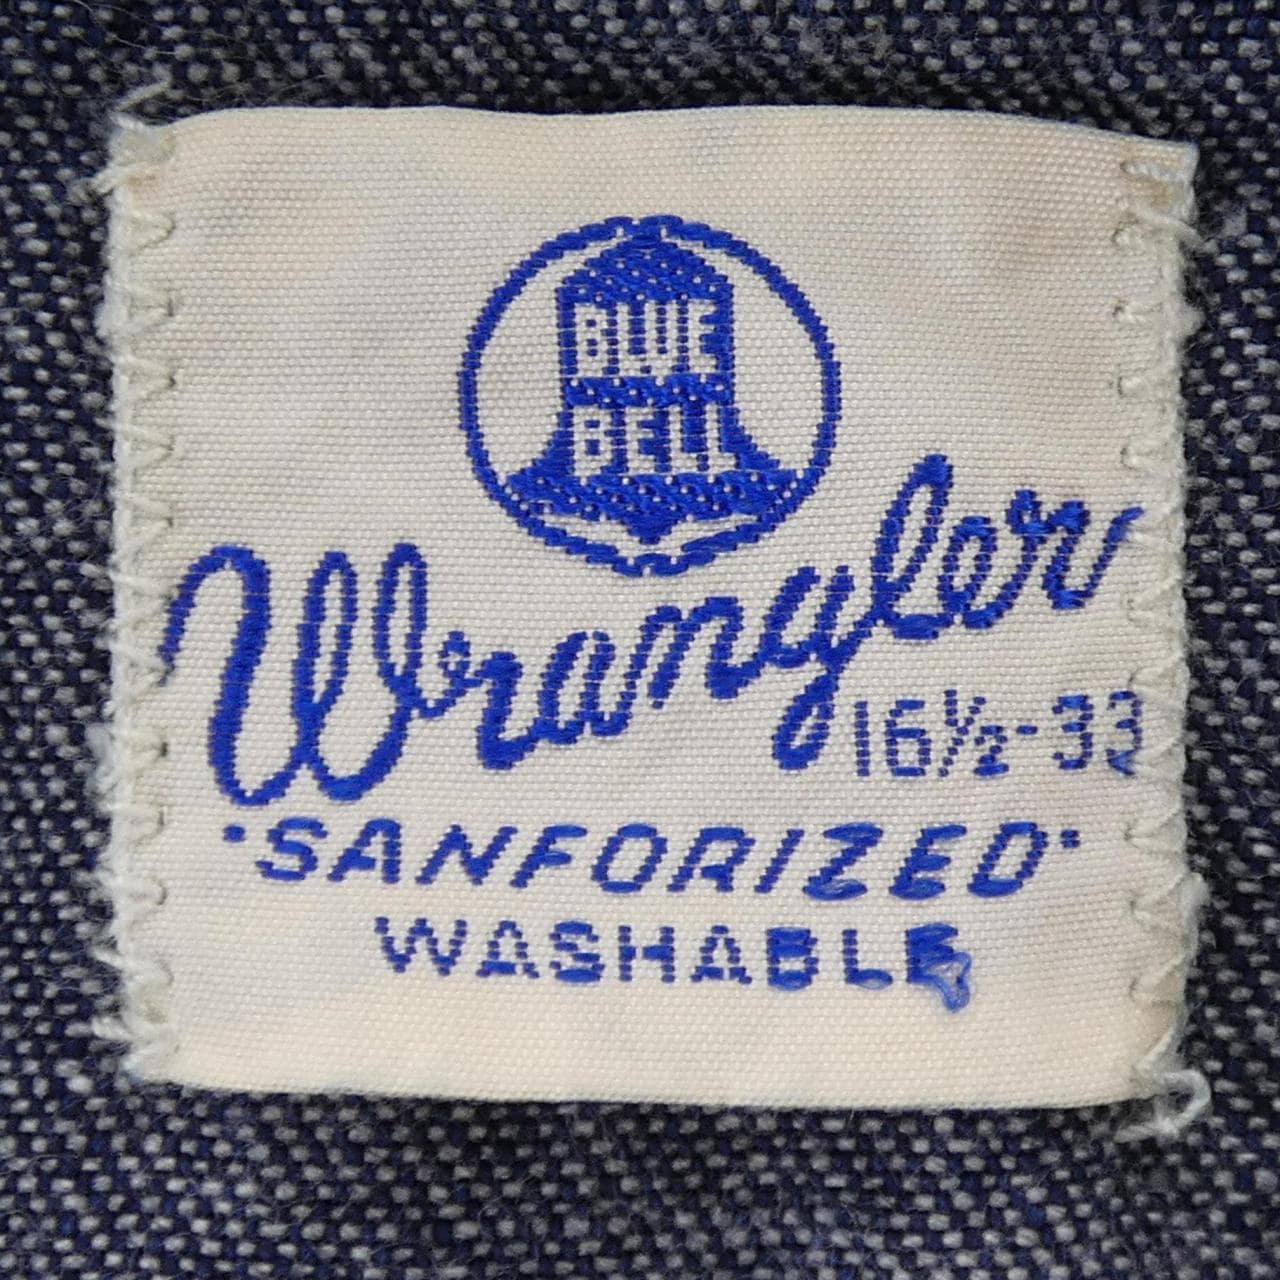 BLUE
BELL
Wrangler
16½-33
"SANFORIZED"
WASHABLE